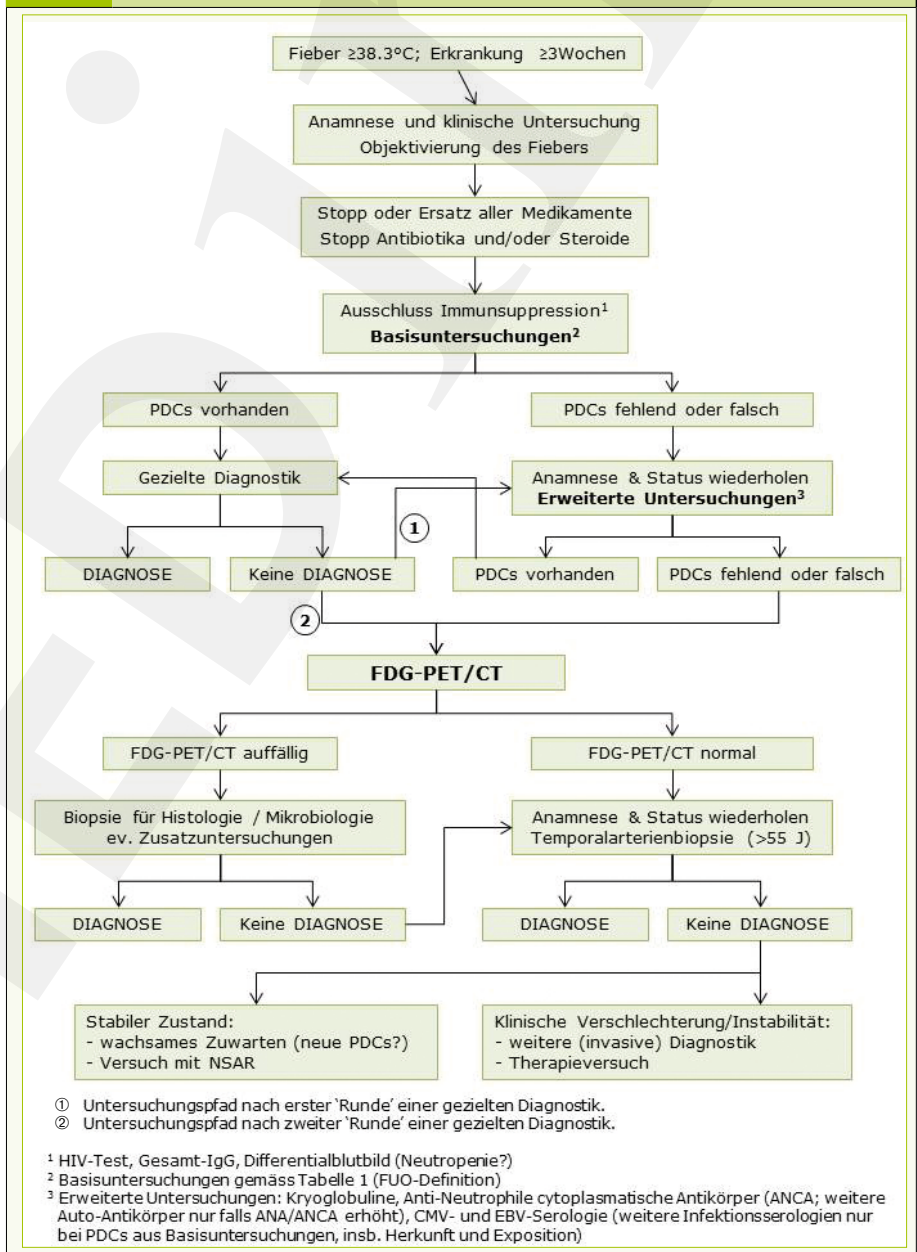 Fieber ≥38.3°C; Erkrankung ≥3Wochen
Anamnese und klinische Untersuchung
Objektivierung des Fiebers
Stopp oder Ersatz aller Medikamente
Stopp Antibiotika und/oder Steroide
Ausschluss Immunsuppression¹
Basisuntersuchungen²
PDCs vorhanden
PDCs fehlend oder falsch
Gezielte Diagnostik
Anamnese & Status wiederholen
Erweiterte Untersuchungen³
1
DIAGNOSE
Keine DIAGNOSE
PDCs vorhanden
PDCs fehlend oder falsch
2
FDG-PET/CT
FDG-PET/CT auffällig
FDG-PET/CT normal
Biopsie für Histologie / Mikrobiologie
ev. Zusatzuntersuchungen
Anamnese & Status wiederholen
Temporalarterienbiopsie (>55 J)
DIAGNOSE
Keine DIAGNOSE
DIAGNOSE
Keine DIAGNOSE
Stabiler Zustand:
- wachsames Zuwarten (neue PDCs?)
- Versuch mit NSAR
Klinische Verschlechterung/Instabilität:
- weitere (invasive) Diagnostik
- Therapieversuch
① Untersuchungspfad nach erster ‘Runde’ einer gezielten Diagnostik.
② Untersuchungspfad nach zweiter ‘Runde’ einer gezielten Diagnostik.
¹ HIV-Test, Gesamt-IgG, Differentialblutbild (Neutropenie?)
² Basisuntersuchungen gemäss Tabelle 1 (FUO-Definition)
³ Erweiterte Untersuchungen: Kryoglobuline, Anti-Neutrophile cytoplasmatische Antikörper (ANCA; weitere
Auto-Antikörper nur falls ANA/ANCA erhöht), CMV- und EBV-Serologie (weitere Infektionsserologien nur
bei PDCs aus Basisuntersuchungen, insb. Herkunft und Exposition)